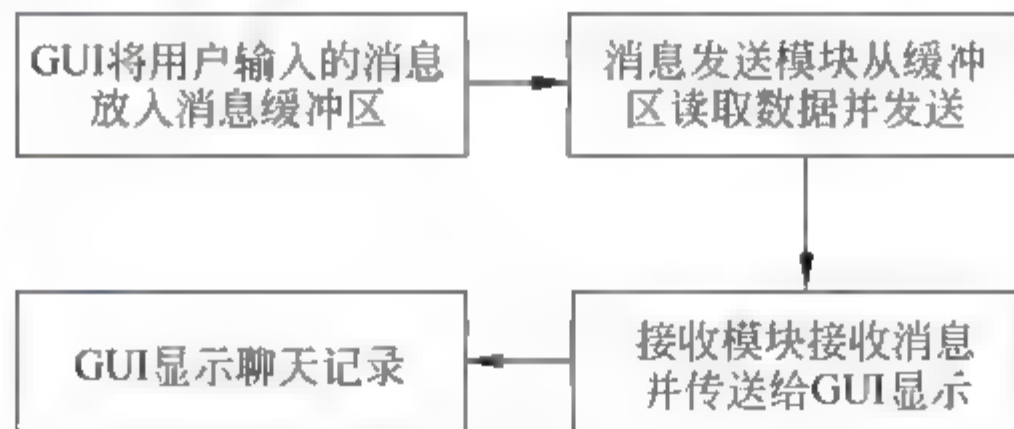 GUI将用户输入的消息
放入消息缓冲区
消息发送模块从缓冲
区读取数据并发送
接收模块接收消息
并传送给GUI显示
GUI显示聊天记录